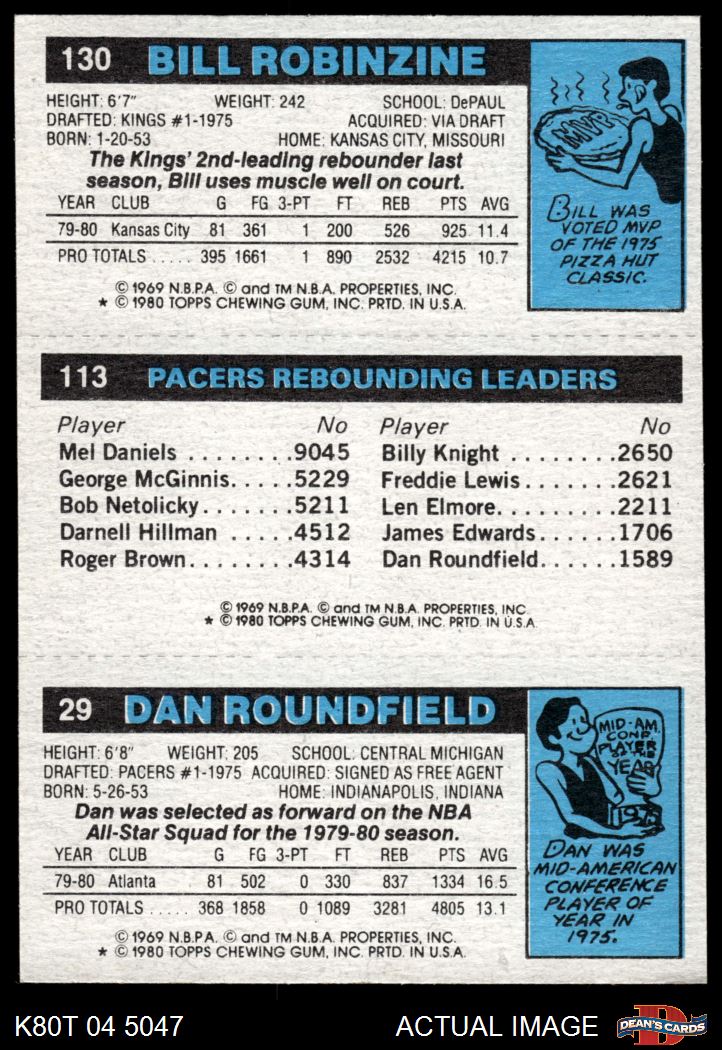 130 BILL ROBINZINE
HEIGHT: 6'7" WEIGHT: 242 SCHOOL: DePAUL
DRAFTED: KINGS #1-1975 ACQUIRED: VIA DRAFT
BORN: 1-20-53 HOME: KANSAS CITY, MISSOURI
The Kings' 2nd-leading rebounder last
season, Bill uses muscle well on court.
YEAR CLUB G FG 3-PT FT REB PTS AVG
79-80 Kansas City 81 361 1 200 526 925 11.4
PRO TOTALS ..... 395 1661 1 890 2532 4215 10.7
© 1969 N.B.P.A. © and TM N.B.A. PROPERTIES, INC.
* © 1980 TOPPS CHEWING GUM, INC. PRTD. IN U.S.A.
MVP
BILL WAS
VOTED MVP
OF THE 1975
PIZZA HUT
CLASSIC.
113 PACERS REBOUNDING LEADERS
Player No Player No
Mel Daniels ........9045 Billy Knight ........2650
George McGinnis.....5229 Freddie Lewis........2621
Bob Netolicky.......5211 Len Elmore.........2211
Darnell Hillman .....4512 James Edwards......1706
Roger Brown........4314 Dan Roundfield......1589
© 1969 N.B.P.A. © and TM N.B.A. PROPERTIES, INC.
* © 1980 TOPPS CHEWING GUM, INC. PRTD. IN U.S.A.
29 DAN ROUNDFIELD
HEIGHT: 6'8" WEIGHT: 205 SCHOOL: CENTRAL MICHIGAN
DRAFTED: PACERS #1-1975 ACQUIRED: SIGNED AS FREE AGENT
BORN: 5-26-53 HOME: INDIANAPOLIS, INDIANA
Dan was selected as forward on the NBA
All-Star Squad for the 1979-80 season.
YEAR CLUB G FG 3-PT FT REB PTS AVG
79-80 Atlanta 81 502 0 330 837 1334 16.5
PRO TOTALS ..... 368 1858 0 1089 3281 4805 13.1
© 1969 N.B.P.A. © and TM N.B.A. PROPERTIES, INC.
* © 1980 TOPPS CHEWING GUM, INC. PRTD. IN U.S.A.
MID-AM.
CONF.
PLAYER
OF THE
YEAR
1975
DAN WAS
MID-AMERICAN
CONFERENCE
PLAYER OF
YEAR IN
1975.
K80T 04 5047 ACTUAL IMAGE
D
DEAN'S CARDS